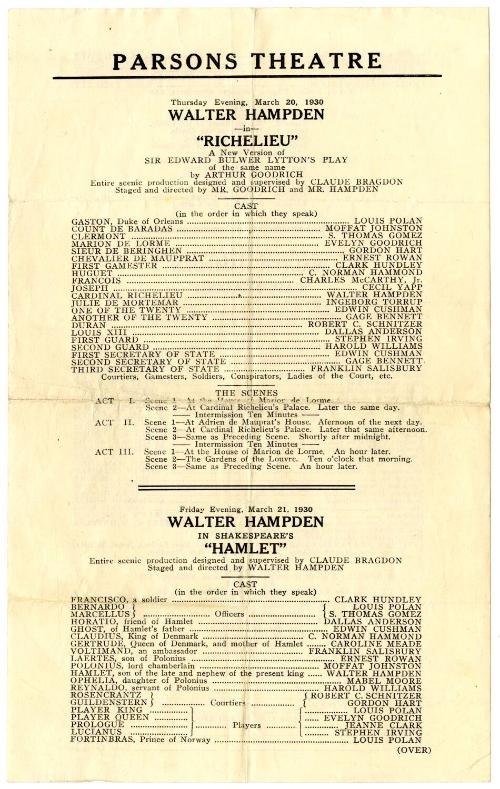 PARSONS THEATRE
Thursday Evening, March 20, 1930
WALTER HAMPDEN
—in—
"RICHELIEU"
A New Version of
SIR EDWARD BULWER LYTTON'S PLAY
of the same name
by ARTHUR GOODRICH
Entire scenic production designed and supervised by CLAUDE BRAGDON
Staged and directed by MR. GOODRICH and MR. HAMPDEN
CAST
(in the order in which they speak)
GASTON, Duke of Orleans ........ LOUIS POLAN
COUNT DE BARADAS ........ MOFFAT JOHNSTON
CLERMONT ........ S. THOMAS GOMEZ
MARION DE LORME ........ EVELYN GOODRICH
SIEUR DE BERINGHEN ........ GORDON HART
CHEVALIER DE MAUPPRAT ........ ERNEST ROWAN
FIRST GAMESTER ........ CLARK HUNDLEY
HUGUET ........ C. NORMAN HAMMOND
FRANCOIS ........ CHARLES McCARTHY, Jr.
JOSEPH ........ CECIL YAPP
CARDINAL RICHELIEU ........ WALTER HAMPDEN
JULIE DE MORTEMAR ........ INGEBORG TORRUP
ONE OF THE TWENTY ........ EDWIN CUSHMAN
ANOTHER OF THE TWENTY ........ GAGE BENNETT
DURAN ........ ROBERT C. SCHNITZER
LOUIS XIII ........ DALLAS ANDERSON
FIRST GUARD ........ STEPHEN IRVING
SECOND GUARD ........ HAROLD WILLIAMS
FIRST SECRETARY OF STATE ........ EDWIN CUSHMAN
SECOND SECRETARY OF STATE ........ GAGE BENNETT
THIRD SECRETARY OF STATE ........ FRANKLIN SALISBURY
Courtiers, Gamesters, Soldiers, Conspirators, Ladies of the Court, etc.
THE SCENES
ACT I. Scene 1—At the House of Marion de Lorme.
Scene 2—At Cardinal Richelieu's Palace. Later the same day.
—— Intermission Ten Minutes ——
ACT II. Scene 1—At Adrien de Mauprat's House. Afternoon of the next day.
Scene 2—At Cardinal Richelieu's Palace. Later that same afternoon.
Scene 3—Same as Preceding Scene. Shortly after midnight.
—— Intermission Ten Minutes ——
ACT III. Scene 1—At the House of Marion de Lorme. An hour later.
Scene 2—The Gardens of the Louvre. Ten o'clock that morning.
Scene 3—Same as Preceding Scene. An hour later.
Friday Evening, March 21, 1930
WALTER HAMPDEN
IN SHAKESPEARE'S
"HAMLET"
Entire scenic production designed and supervised by CLAUDE BRAGDON
Staged and directed by WALTER HAMPDEN
CAST
(in the order in which they speak)
FRANCISCO, a soldier ........ CLARK HUNDLEY
BERNARDO } ........ { LOUIS POLAN
MARCELLUS } ........ Officers ........ { S. THOMAS GOMEZ
HORATIO, friend of Hamlet ........ DALLAS ANDERSON
GHOST, of Hamlet's father ........ EDWIN CUSHMAN
CLAUDIUS, King of Denmark ........ C. NORMAN HAMMOND
GERTRUDE, Queen of Denmark, and mother of Hamlet ........ CAROLINE MEADE
VOLTIMAND, an ambassador ........ FRANKLIN SALISBURY
LAERTES, son of Polonius ........ ERNEST ROWAN
POLONIUS, lord chamberlain ........ MOFFAT JOHNSTON
HAMLET, son of the late and nephew of the present king ..... WALTER HAMPDEN
OPHELIA, daughter of Polonius ........ MABEL MOORE
REYNALDO, servant of Polonius ........ HAROLD WILLIAMS
ROSENCRANTZ } { ROBERT C. SCHNITZER
GUILDENSTERN } ..... Courtiers ........ { GORDON HART
PLAYER KING ........ LOUIS POLAN
PLAYER QUEEN ........ EVELYN GOODRICH
PROLOGUE ........ Players ........ JEANNE CLARK
LUCIANUS ........ STEPHEN IRVING
FORTINBRAS, Prince of Norway ........ LOUIS POLAN
(OVER)